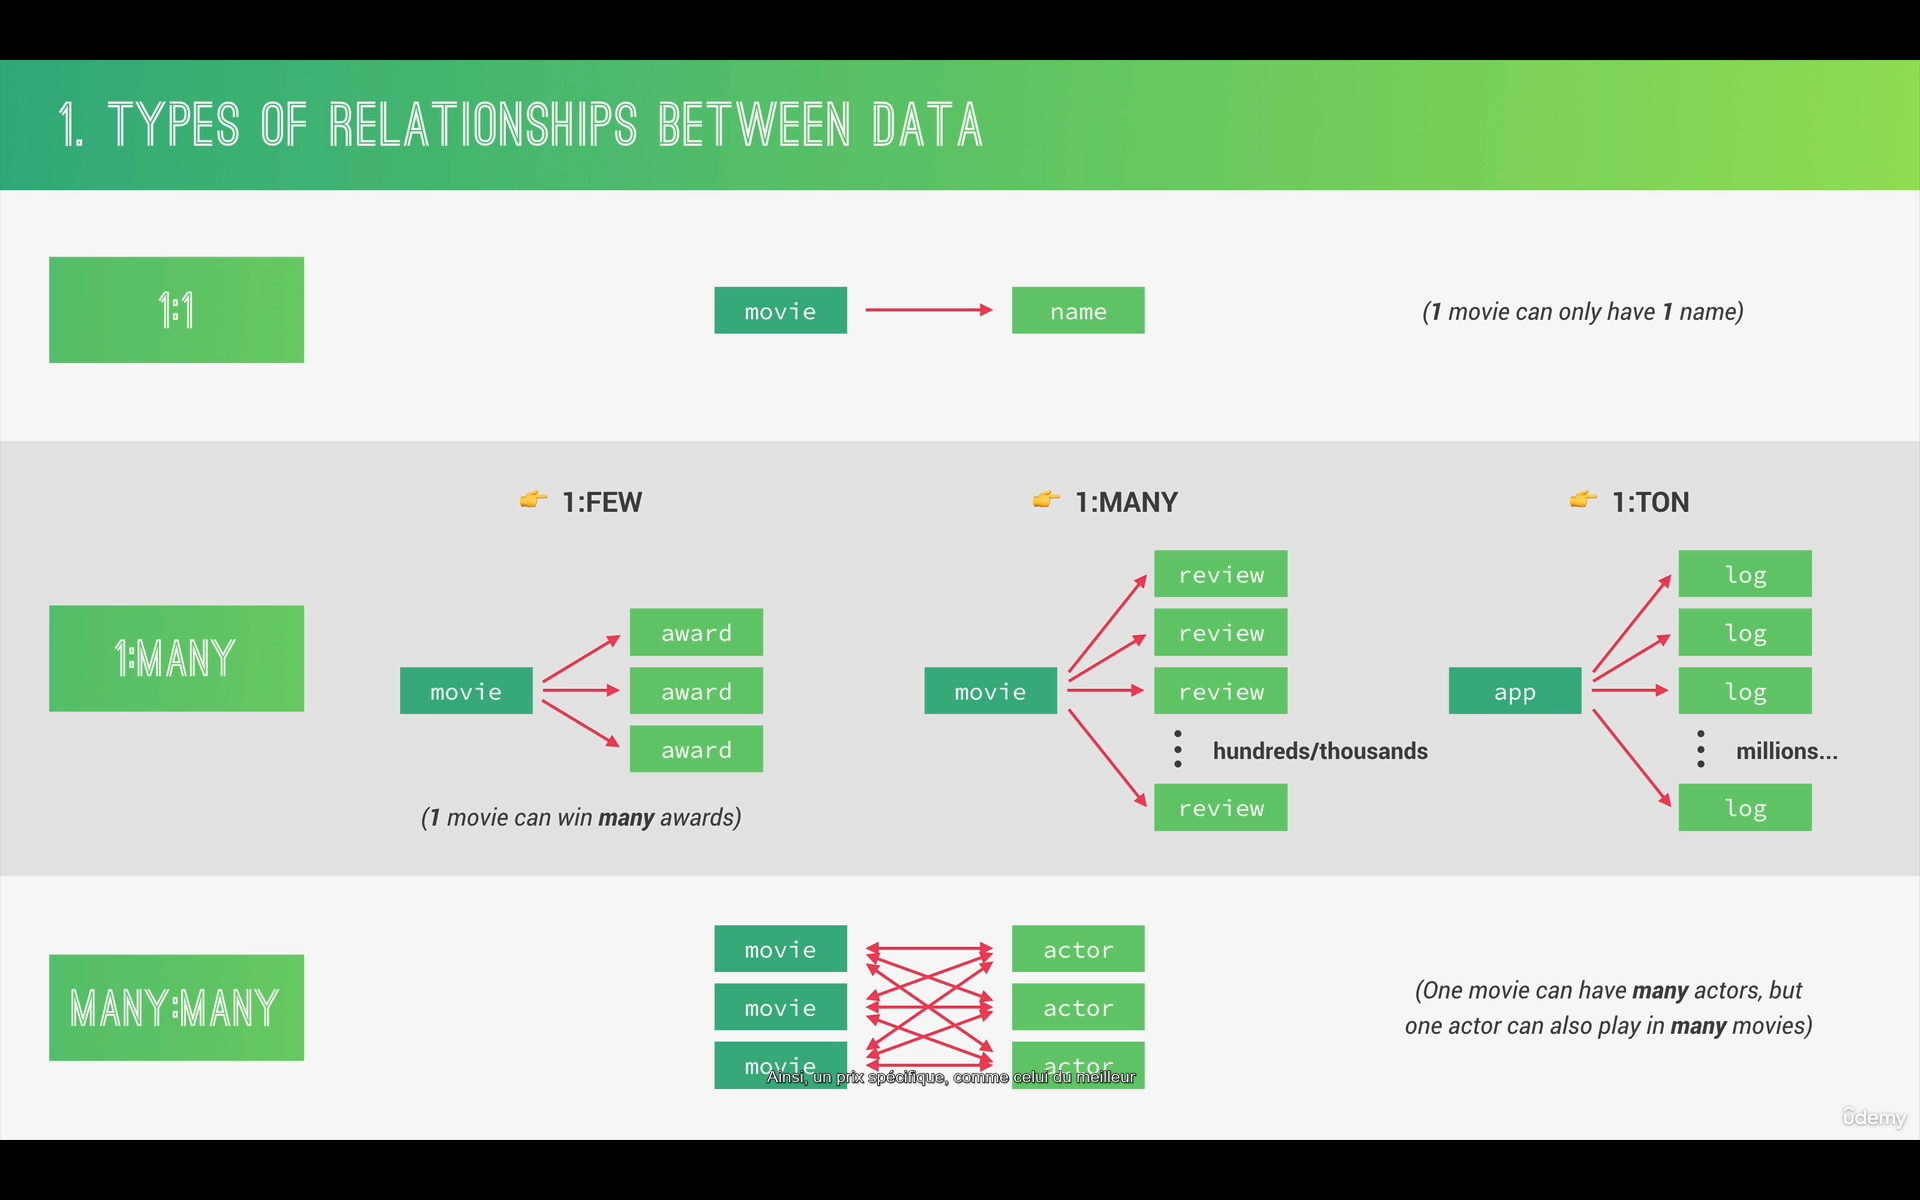 1. TYPES OF RELATIONSHIPS BETWEEN DATA
1:1
movie
name
(1 movie can only have 1 name)
1:MANY
1:FEW
movie
award
award
award
(1 movie can win many awards)
1:MANY
movie
review
review
review
hundreds/thousands
review
1:TON
app
log
log
log
millions...
log
MANY:MANY
movie
movie
movie
actor
actor
actor
(One movie can have many actors, but
one actor can also play in many movies)
Ainsi, un prix spécifique, comme celui du meilleur
ûdemy